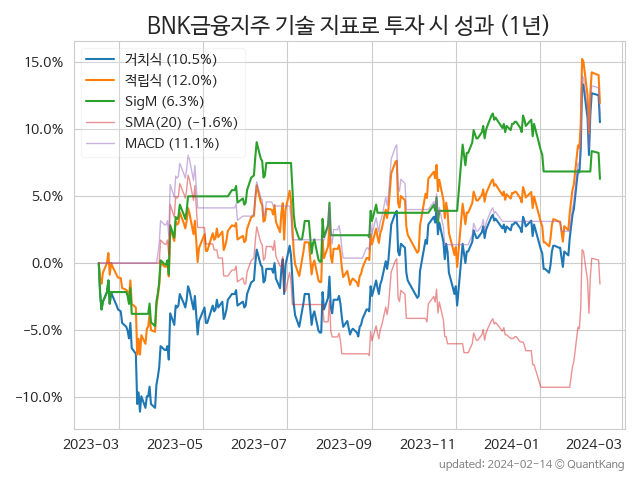 BNK금융지주 기술 지표로 투자 시 성과 (1년)
거치식 (10.5%)
적립식 (12.0%)
SigM (6.3%)
SMA(20) (−1.6%)
MACD (11.1%)
15.0%
10.0%
5.0%
0.0%
−5.0%
−10.0%
2023-03 2023-05 2023-07 2023-09 2023-11 2024-01 2024-03
updated: 2024-02-14 © QuantKang